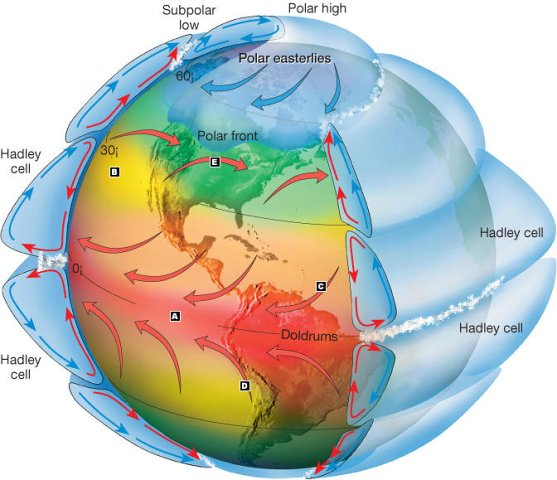 Subpolar
low
Polar high
Polar easterlies
60¡
Polar front
30¡
Hadley
cell
E
B
Hadley cell
0¡
C
A
Doldrums
Hadley cell
Hadley
cell
D